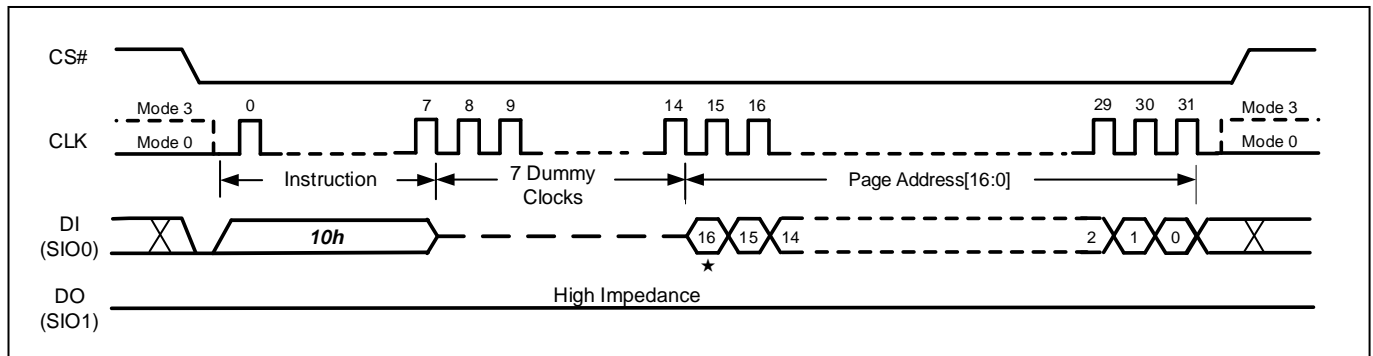 CS#
Mode 3 0 7 8 9 14 15 16 29 30 31 Mode 3
CLK
Mode 0 Mode 0
Instruction 7 Dummy Clocks Page Address[16:0]
DI (SIO0) 10h 16 15 14 2 1 0
★
DO (SIO1) High Impedance